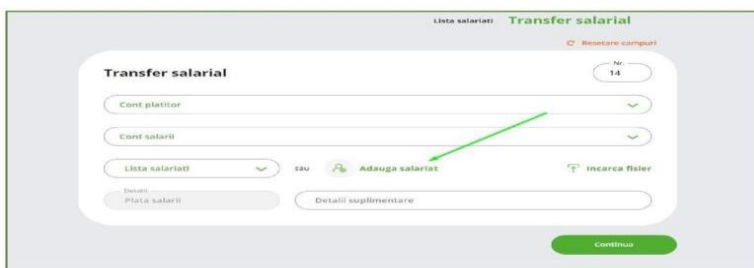 Lista salariati Transfer salarial
Resetare campuri
Transfer salarial
Nr.
14
Cont platitor
Cont salarii
Lista salariati sau Adauga salariat Incarca fisier
Detalii
Plata salarii Detalii suplimentare
Continua